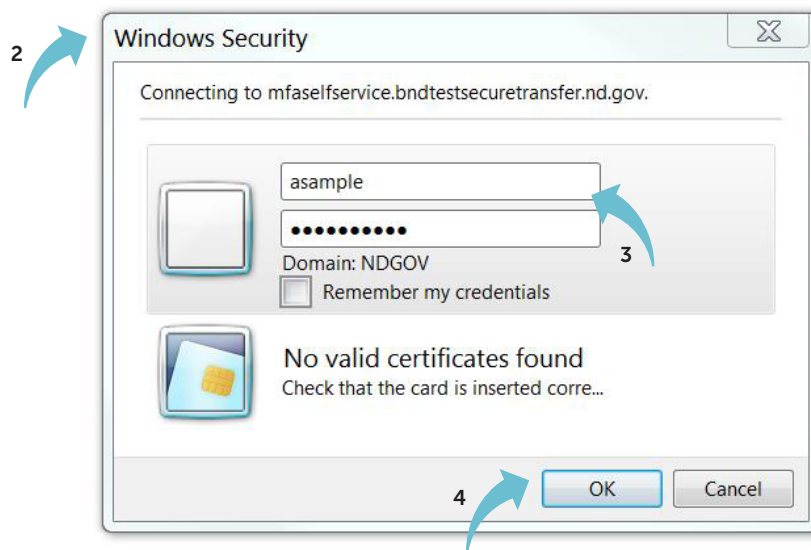 2
Windows Security
Connecting to mfaselfservice.bndtestsecuretransfer.nd.gov.
asample
••••••••••
3
Domain: NDGOV
Remember my credentials
No valid certificates found
Check that the card is inserted corre...
4
OK
Cancel